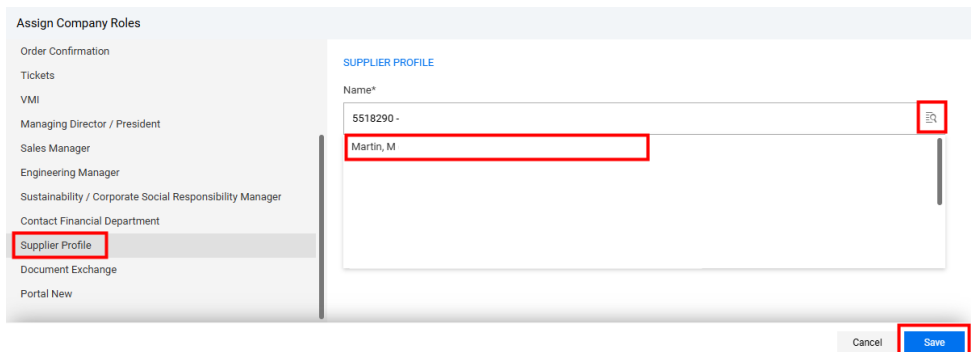 Assign Company Roles
Order Confirmation
Tickets
VMI
Managing Director / President
Sales Manager
Engineering Manager
Sustainability / Corporate Social Responsibility Manager
Contact Financial Department
Supplier Profile
Document Exchange
Portal New
SUPPLIER PROFILE
Name*
5518290 -
Martin, M
Cancel
Save